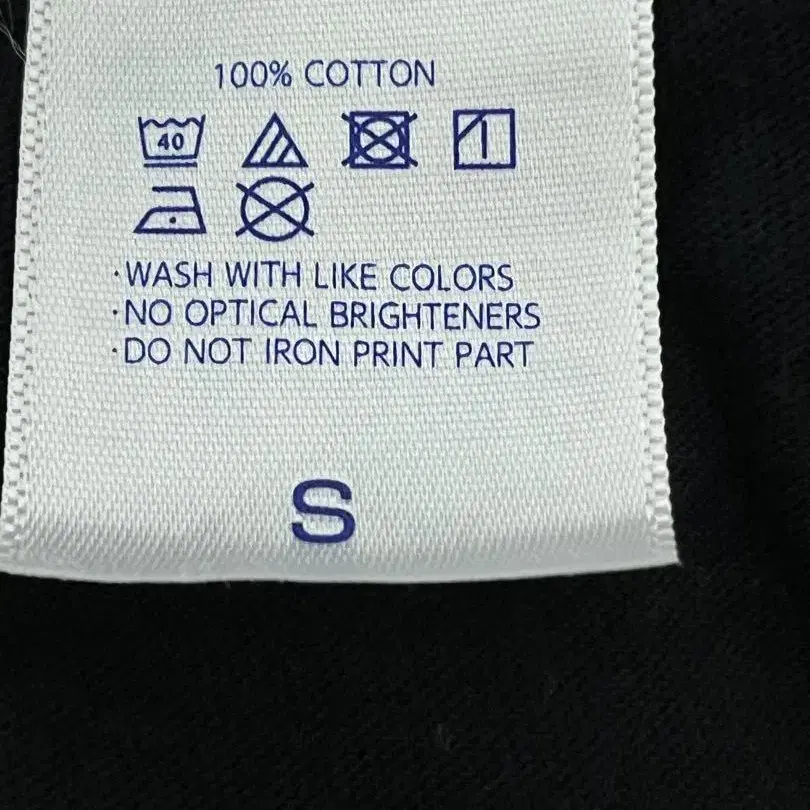 100% COTTON
40
·WASH WITH LIKE COLORS
·NO OPTICAL BRIGHTENERS
·DO NOT IRON PRINT PART
S